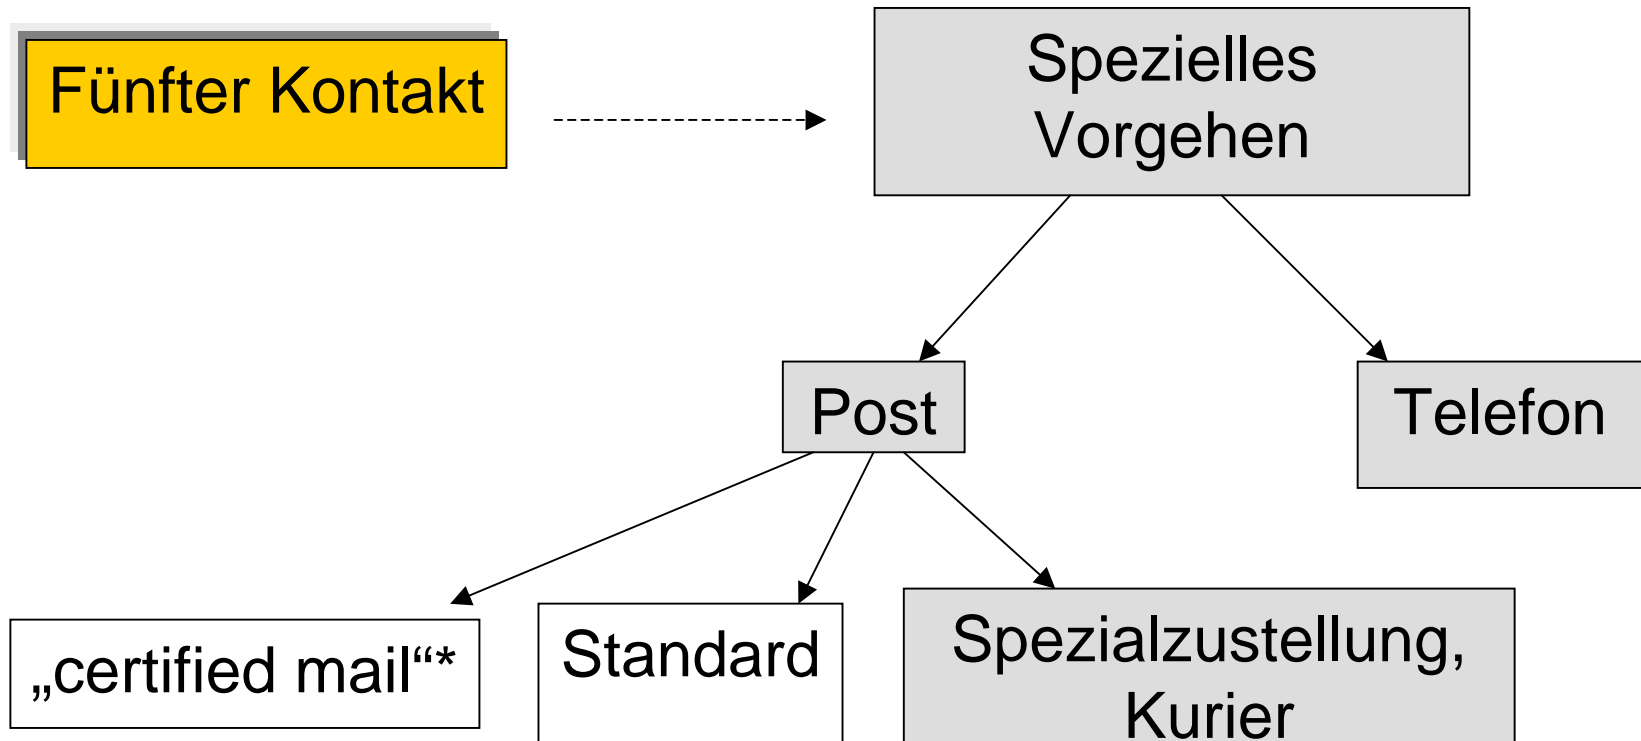 Fünfter Kontakt
Spezielles
Vorgehen
Post
Telefon
„certified mail“*
Standard
Spezialzustellung,
Kurier